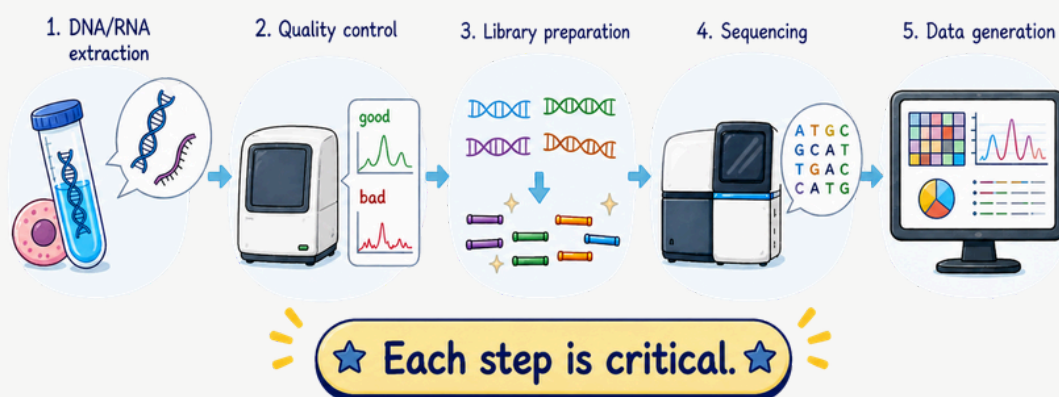 1. DNA/RNA
extraction
2. Quality control
3. Library preparation
4. Sequencing
5. Data generation
good
bad
A T G C
G C A T
T G A C
C A T G
Each step is critical.